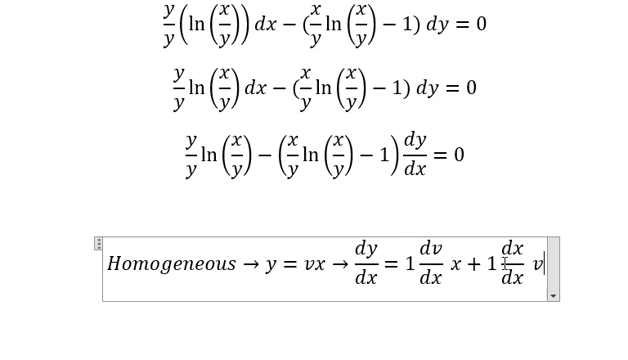 y/y (ln(x/y)) dx − (x/y ln(x/y) − 1) dy = 0
y/y ln(x/y) dx − (x/y ln(x/y) − 1) dy = 0
y/y ln(x/y) − (x/y ln(x/y) − 1) dy/dx = 0
Homogeneous → y = vx → dy/dx = 1 dv/dx x + 1 dx/dx v